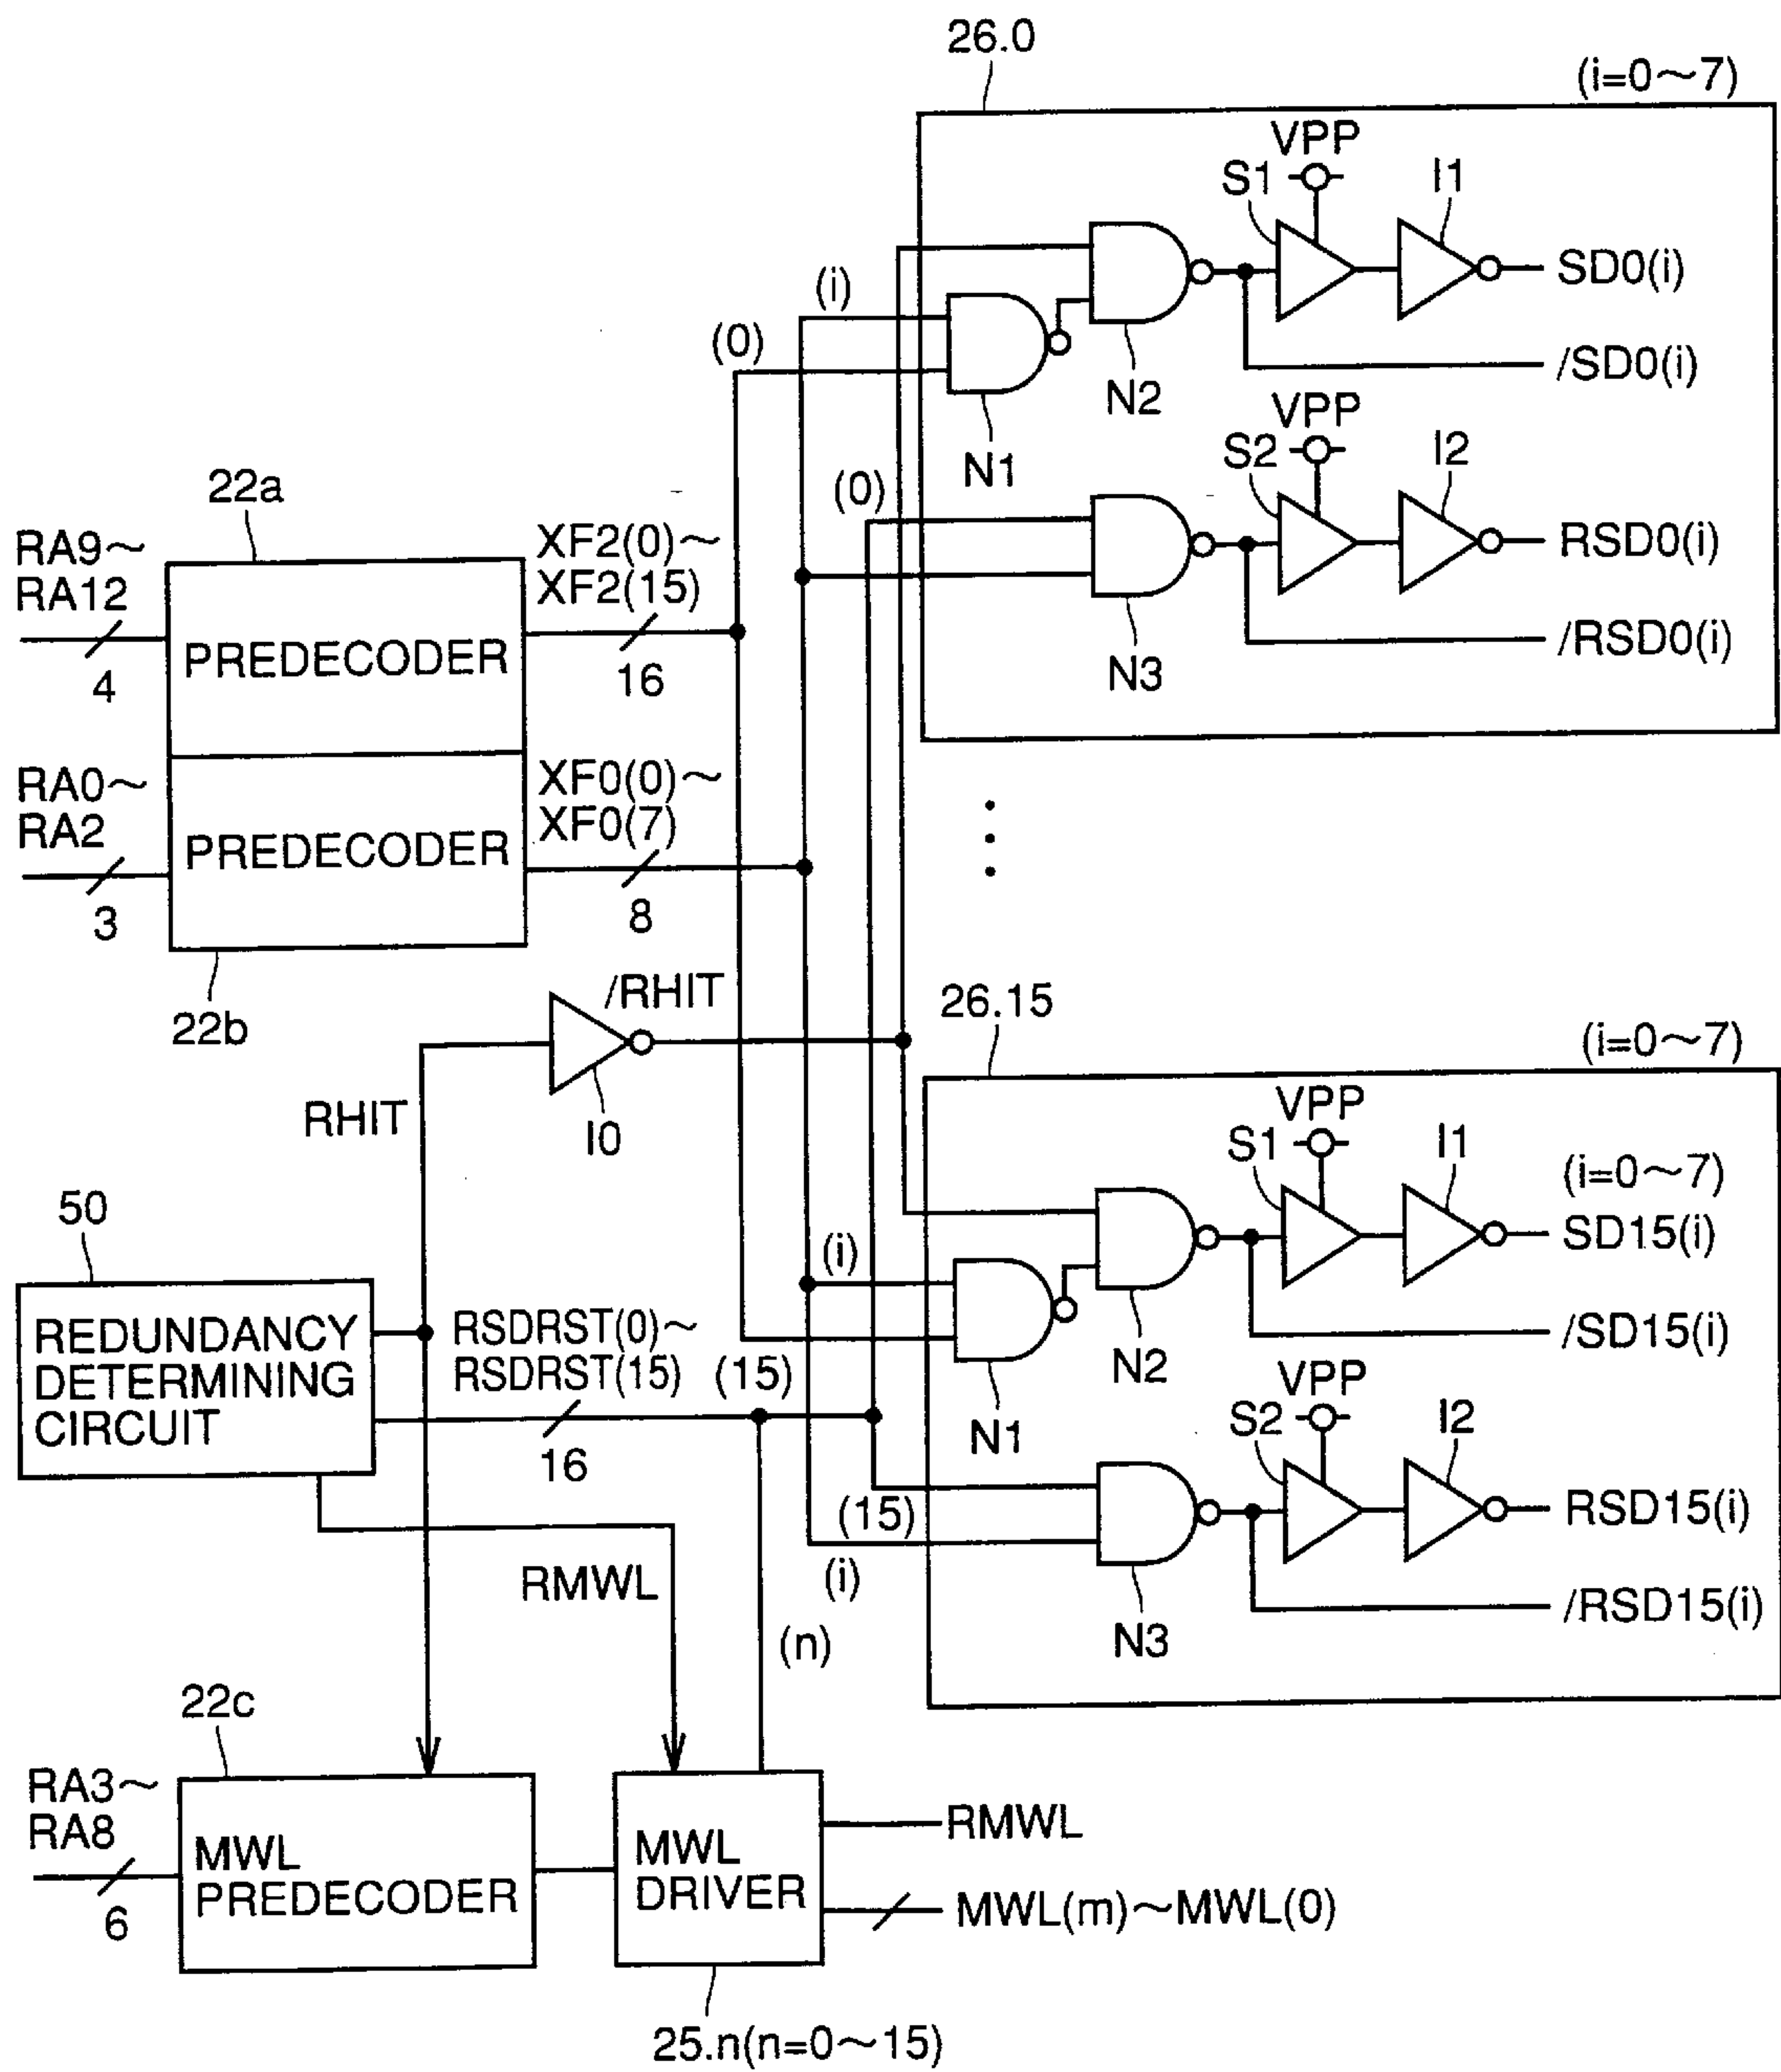 26.0
(i=0~7)
VPP
S1
I1
SD0(i)
(i)
(0)
/SD0(i)
N2
VPP
N1
S2
I2
(0)
22a
RSD0(i)
RA9~
RA12
XF2(0)~
XF2(15)
/RSD0(i)
PREDECODER
4
16
N3
RA0~
RA2
XF0(0)~
XF0(7)
PREDECODER
3
8
22b
/RHIT
26.15
(i=0~7)
RHIT
I0
VPP
S1
I1
(i=0~7)
50
SD15(i)
(i)
REDUNDANCY
DETERMINING
CIRCUIT
RSDRST(0)~
RSDRST(15)
(15)
/SD15(i)
N2
VPP
N1
S2
I2
16
RSD15(i)
(15)
(i)
RMWL
/RSD15(i)
N3
(n)
22c
RA3~
RA8
MWL
PREDECODER
6
MWL
DRIVER
RMWL
MWL(m)~MWL(0)
25.n(n=0~15)